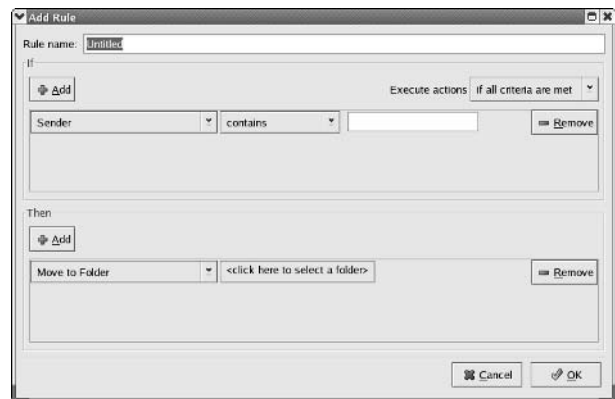 Add Rule
Rule name: Untitled
If
Add
Execute actions if all criteria are met
Sender contains Remove
Then
Add
Move to Folder <click here to select a folder> Remove
Cancel OK